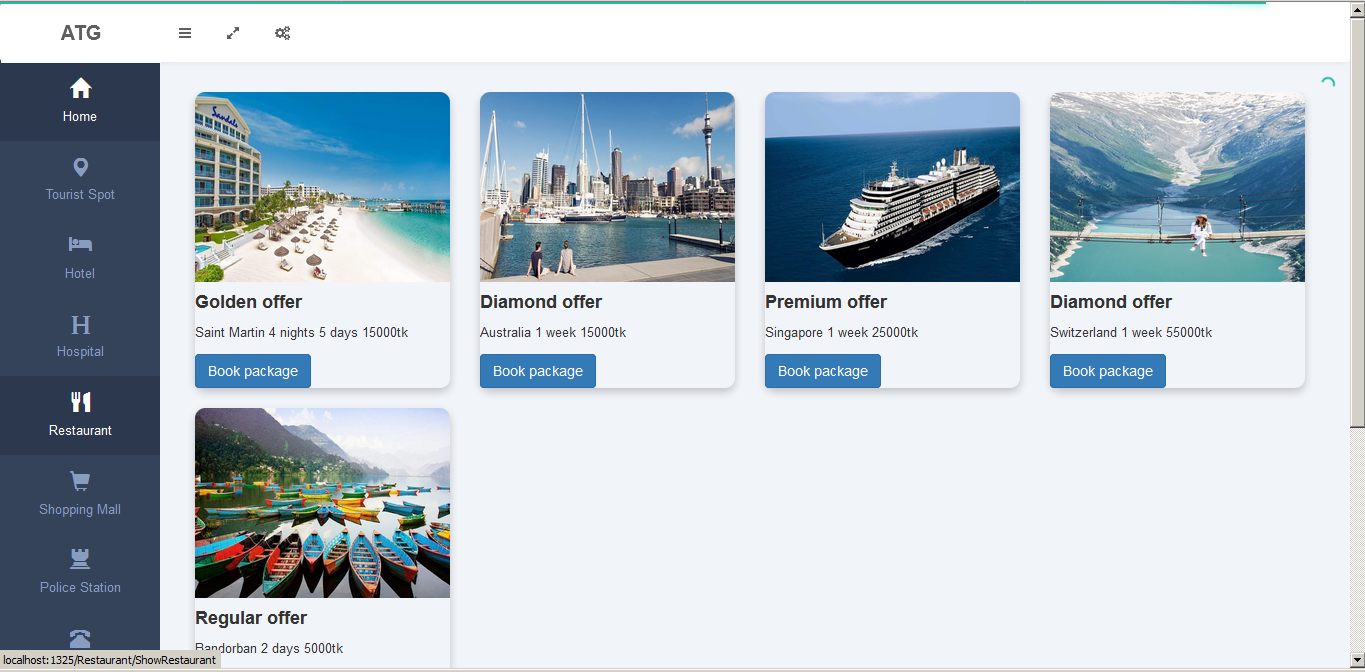 ATG
Home
Tourist Spot
Hotel
H
Hospital
Restaurant
Shopping Mall
Police Station
Sandals
Golden offer
Saint Martin 4 nights 5 days 15000tk
Book package
Diamond offer
Australia 1 week 15000tk
Book package
Premium offer
Singapore 1 week 25000tk
Book package
Diamond offer
Switzerland 1 week 55000tk
Book package
Regular offer
Bandorban 2 days 5000tk
localhost:1325/Restaurant/ShowRestaurant